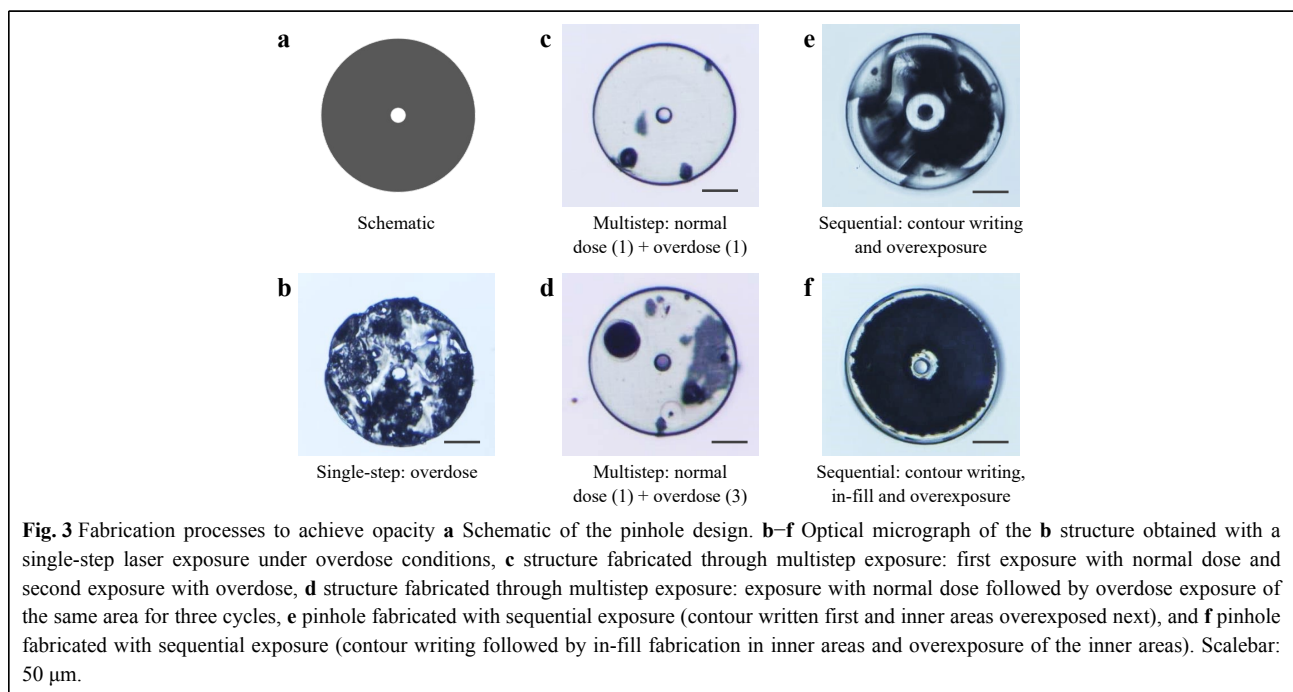 a
Schematic
b
Single-step: overdose
c
Multistep: normal
dose (1) + overdose (1)
d
Multistep: normal
dose (1) + overdose (3)
e
Sequential: contour writing
and overexposure
f
Sequential: contour writing,
in-fill and overexposure
Fig. 3 Fabrication processes to achieve opacity a Schematic of the pinhole design. b−f Optical micrograph of the b structure obtained with a
single-step laser exposure under overdose conditions, c structure fabricated through multistep exposure: first exposure with normal dose and
second exposure with overdose, d structure fabricated through multistep exposure: exposure with normal dose followed by overdose exposure of
the same area for three cycles, e pinhole fabricated with sequential exposure (contour written first and inner areas overexposed next), and f pinhole
fabricated with sequential exposure (contour writing followed by in-fill fabrication in inner areas and overexposure of the inner areas). Scalebar:
50 μm.